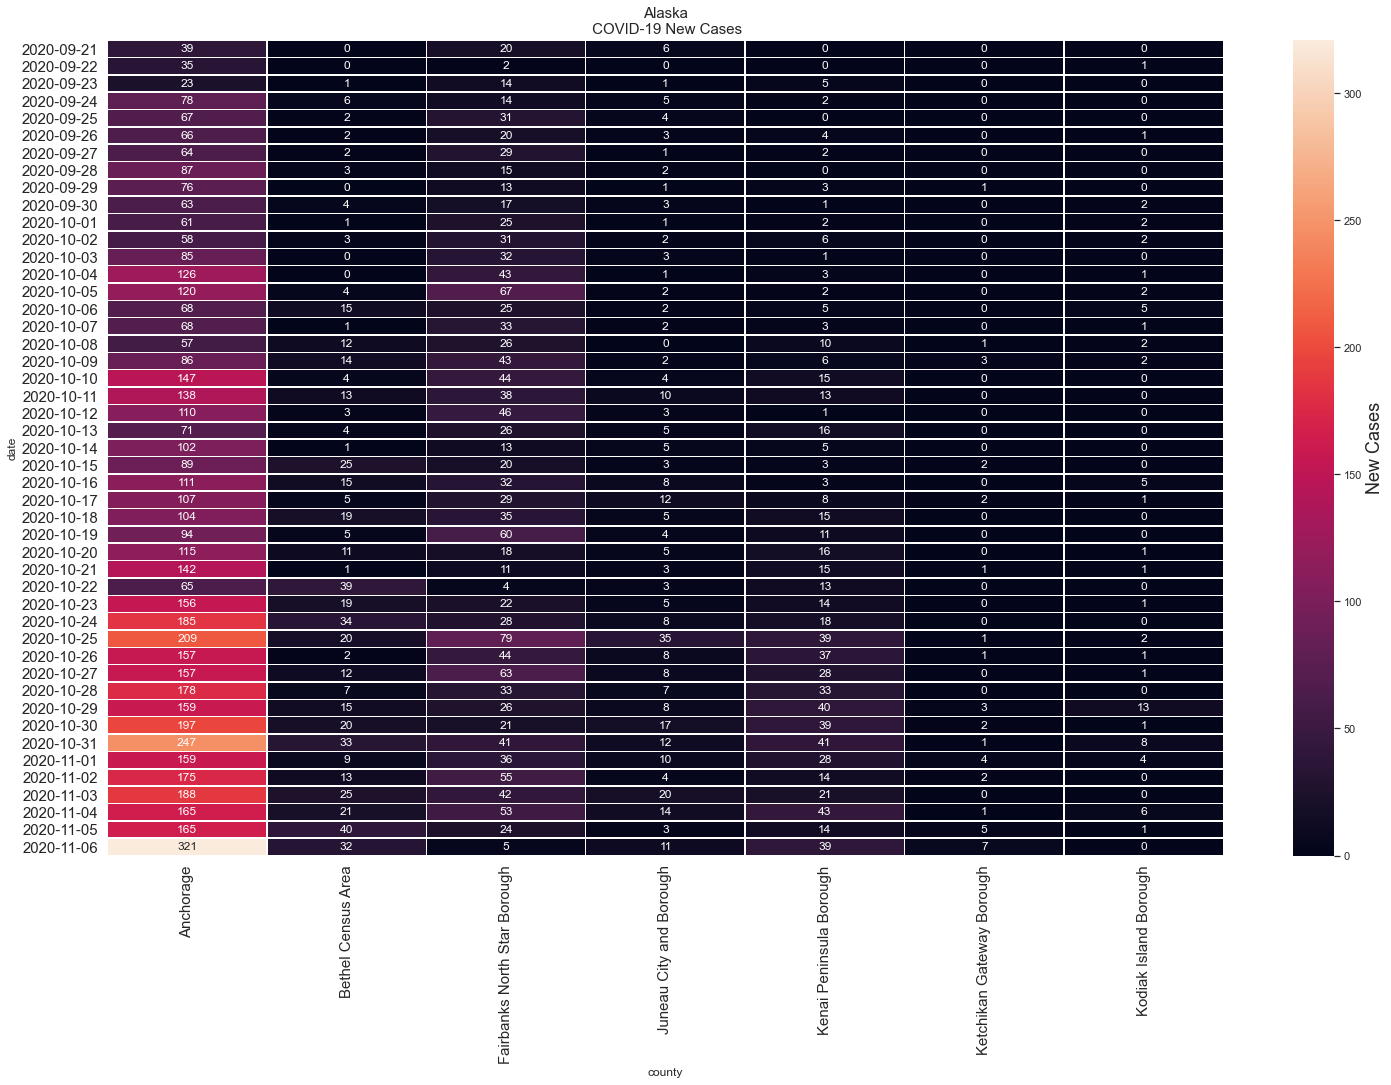 Alaska
COVID-19 New Cases
2020-09-21 39 0 20 6 0 0 0
2020-09-22 35 0 2 0 0 0 1
2020-09-23 23 1 14 1 5 0 0
2020-09-24 78 6 14 5 2 0 0
2020-09-25 67 2 31 4 0 0 0
2020-09-26 66 2 20 3 4 0 1
2020-09-27 64 2 29 1 2 0 0
2020-09-28 87 3 15 2 0 0 0
2020-09-29 76 0 13 1 3 1 0
2020-09-30 63 4 17 3 1 0 2
2020-10-01 61 1 25 1 2 0 2
2020-10-02 58 3 31 2 6 0 2
2020-10-03 85 0 32 3 1 0 0
2020-10-04 126 0 43 1 3 0 1
2020-10-05 120 4 67 2 2 0 2
2020-10-06 68 15 25 2 5 0 5
2020-10-07 68 1 33 2 3 0 1
2020-10-08 57 12 26 0 10 1 2
2020-10-09 86 14 43 2 6 3 2
2020-10-10 147 4 44 4 15 0 0
2020-10-11 138 13 38 10 13 0 0
2020-10-12 110 3 46 3 1 0 0
2020-10-13 71 4 26 5 16 0 0
2020-10-14 102 1 13 5 5 0 0
2020-10-15 89 25 20 3 3 2 0
2020-10-16 111 15 32 8 3 0 5
2020-10-17 107 5 29 12 8 2 1
2020-10-18 104 19 35 5 15 0 0
2020-10-19 94 5 60 4 11 0 0
2020-10-20 115 11 18 5 16 0 1
2020-10-21 142 1 11 3 15 1 1
2020-10-22 65 39 4 3 13 0 0
2020-10-23 156 19 22 5 14 0 1
2020-10-24 185 34 28 8 18 0 0
2020-10-25 209 20 79 35 39 1 2
2020-10-26 157 2 44 8 37 1 1
2020-10-27 157 12 63 8 28 0 1
2020-10-28 178 7 33 7 33 0 0
2020-10-29 159 15 26 8 40 3 13
2020-10-30 197 20 21 17 39 2 1
2020-10-31 247 33 41 12 41 1 8
2020-11-01 159 9 36 10 28 4 4
2020-11-02 175 13 55 4 14 2 0
2020-11-03 188 25 42 20 21 0 0
2020-11-04 165 21 53 14 43 1 6
2020-11-05 165 40 24 3 14 5 1
2020-11-06 321 32 5 11 39 7 0
date
Anchorage
Bethel Census Area
Fairbanks North Star Borough
Juneau City and Borough
Kenai Peninsula Borough
Ketchikan Gateway Borough
Kodiak Island Borough
county
300
250
200
150
100
50
0
New Cases